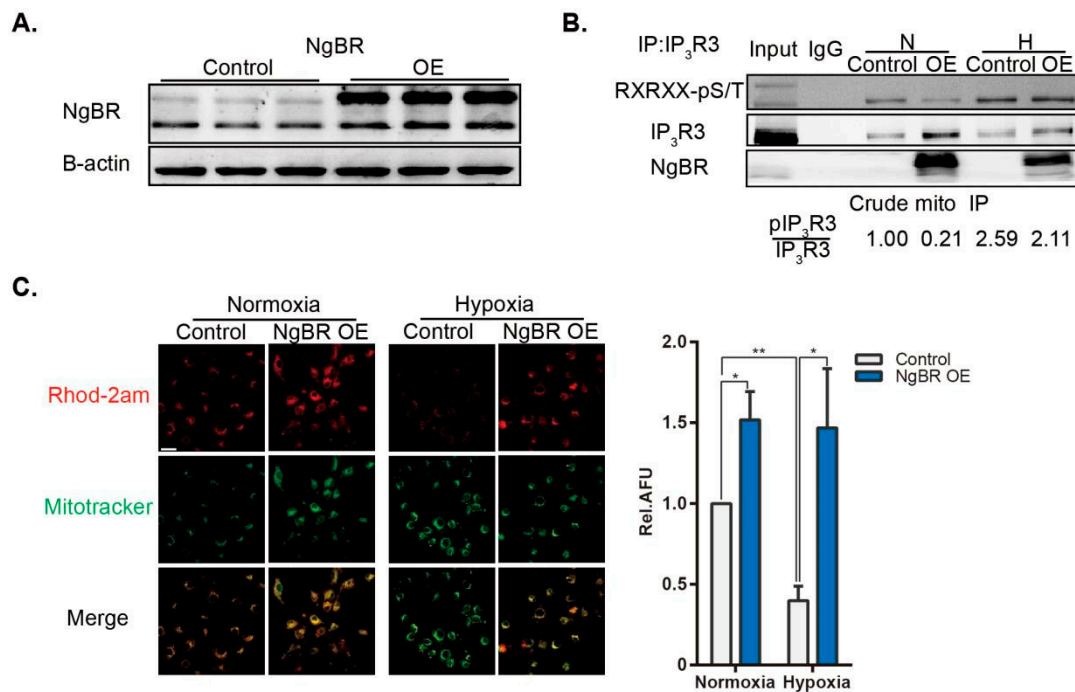 A.
NgBR
Control OE
NgBR
B-actin
B.
IP:IP3R3 Input IgG N H
Control OE Control OE
RXRXX-pS/T
IP3R3
NgBR
Crude mito IP
pIP3R3
IP3R3
1.00 0.21 2.59 2.11
C.
Normoxia Hypoxia
Control NgBR OE Control NgBR OE
Rhod-2am
Mitotracker
Merge
Rel.AFU
2.0
1.5
1.0
0.5
0
** *
*
Control
NgBR OE
Normoxia Hypoxia